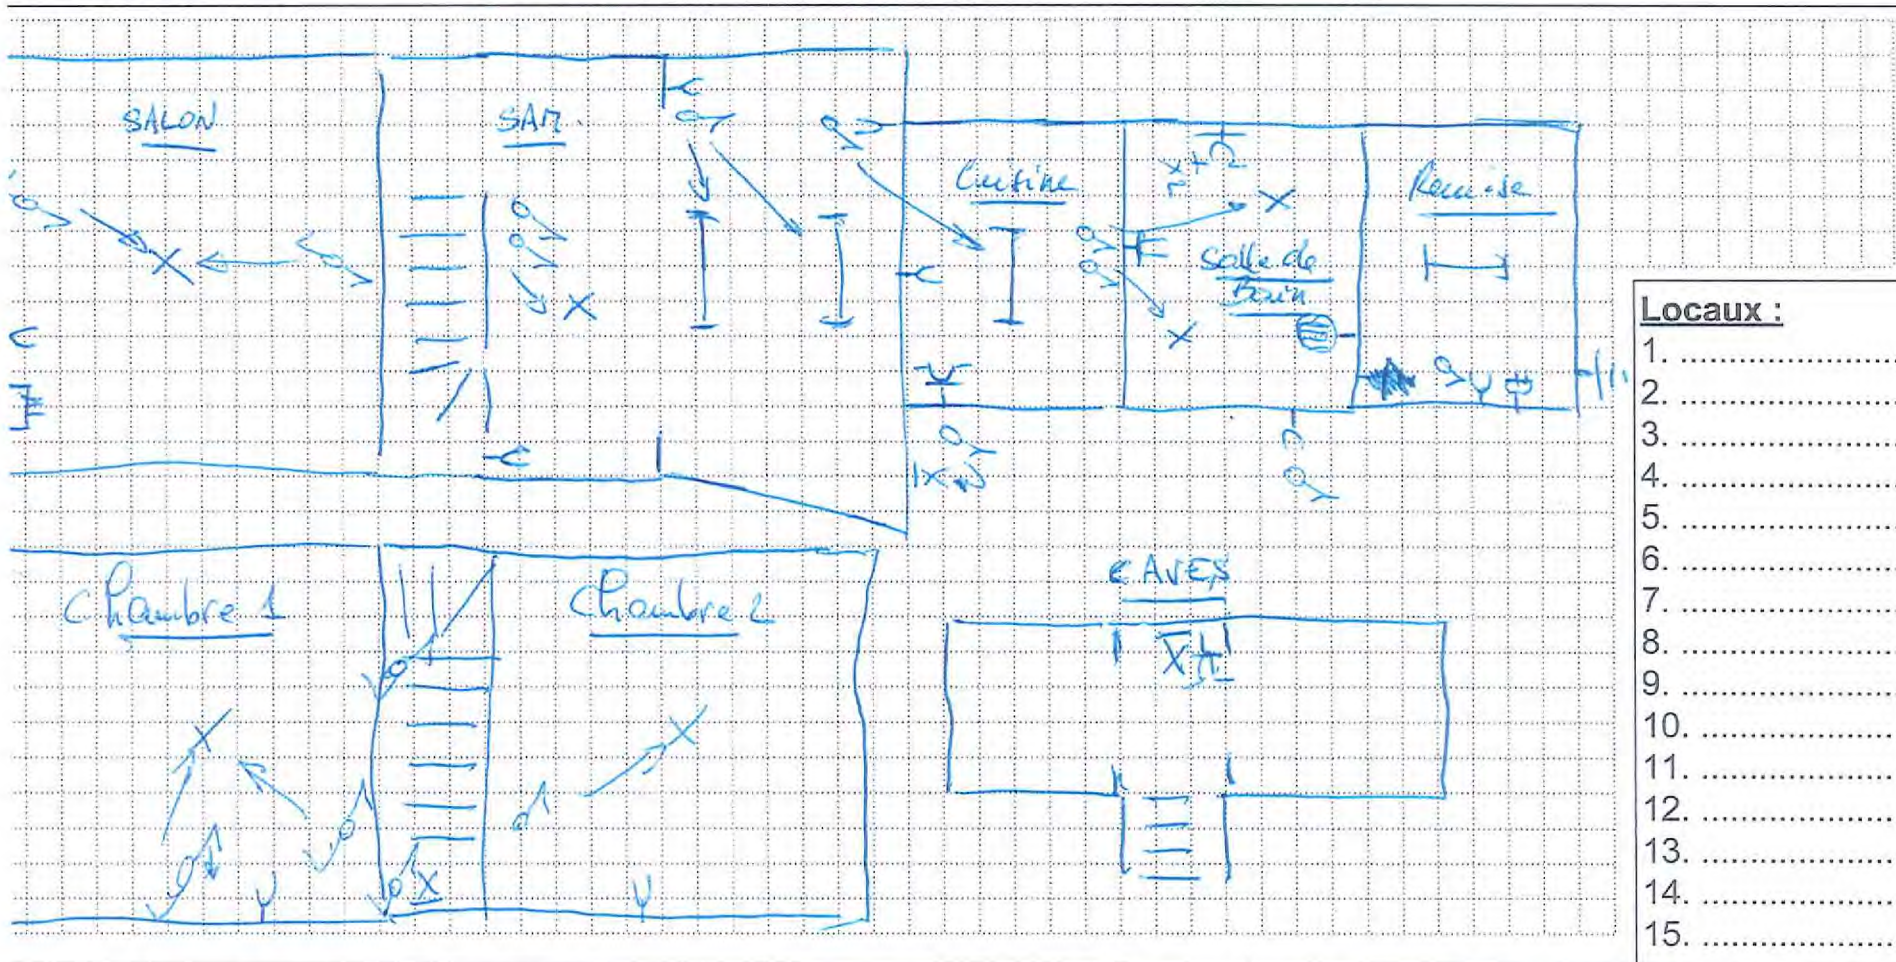 SALON
SAM.
Cuisine
Salle de
Bain
Remise
Chambre 1
Chambre 2
CAVES
Locaux :
1. ....................
2. ....................
3. ....................
4. ....................
5. ....................
6. ....................
7. ....................
8. ....................
9. ....................
10. ....................
11. ....................
12. ....................
13. ....................
14. ....................
15. ....................